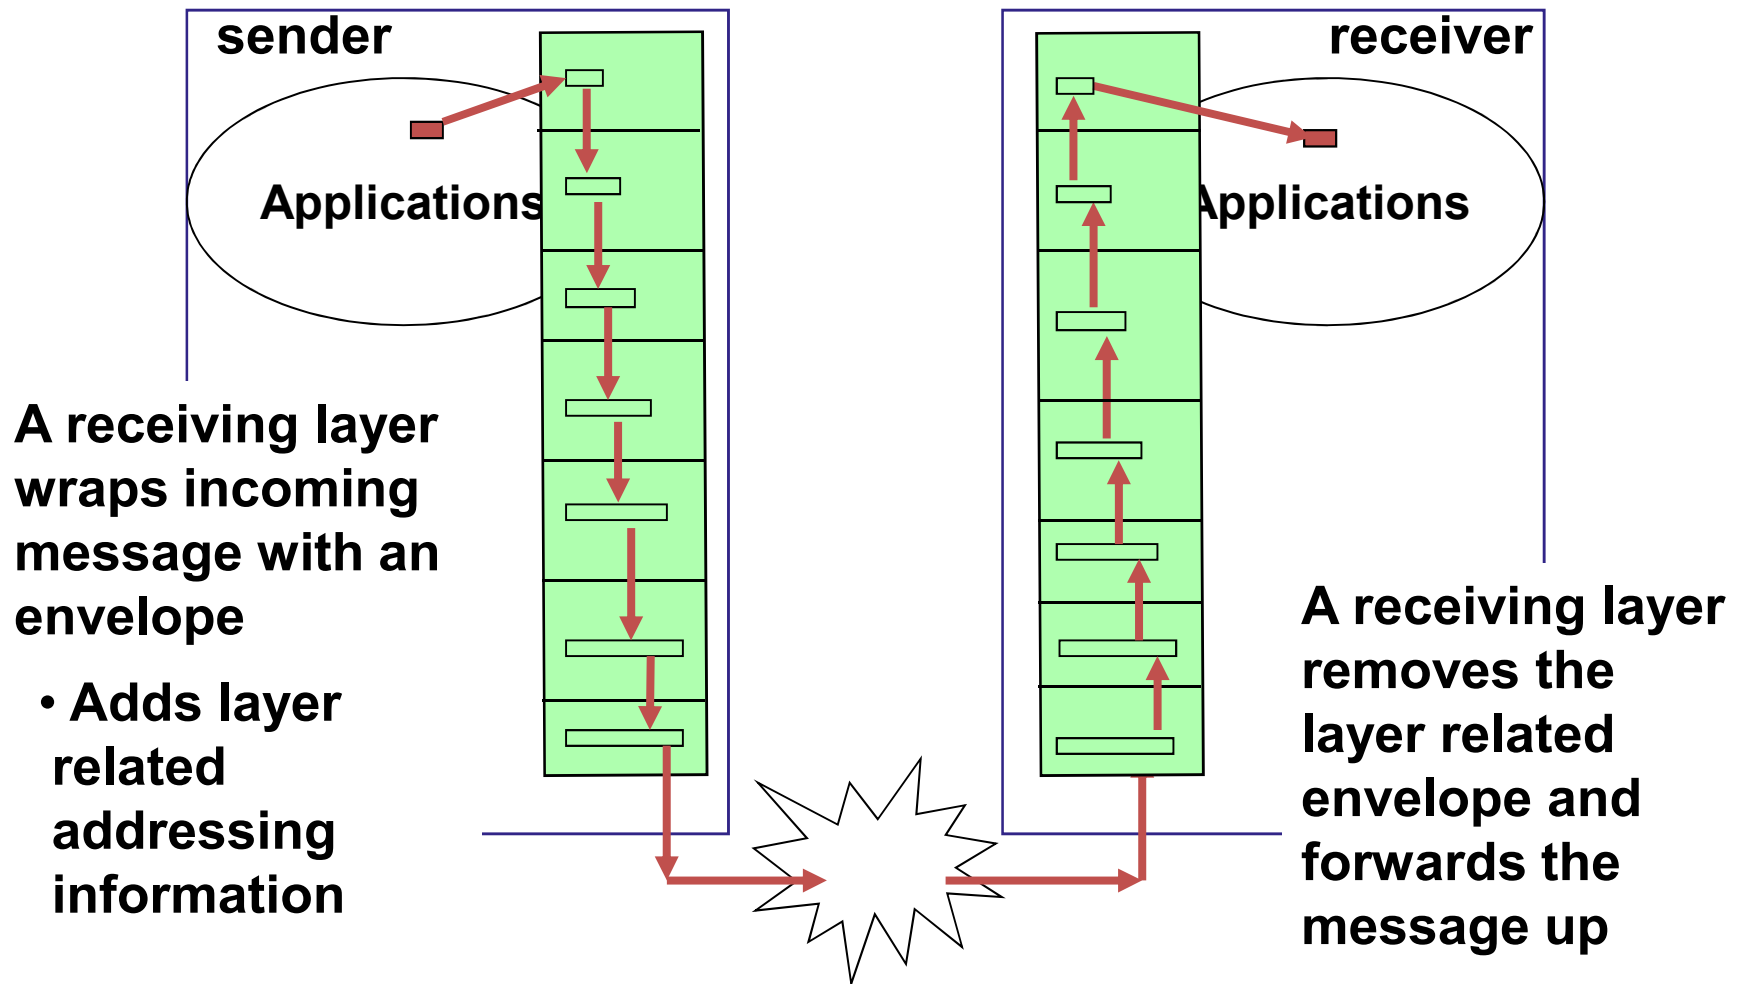 sender
receiver
Applications
Applications
A receiving layer
wraps incoming
message with an
envelope
• Adds layer
related
addressing
information
A receiving layer
removes the
layer related
envelope and
forwards the
message up